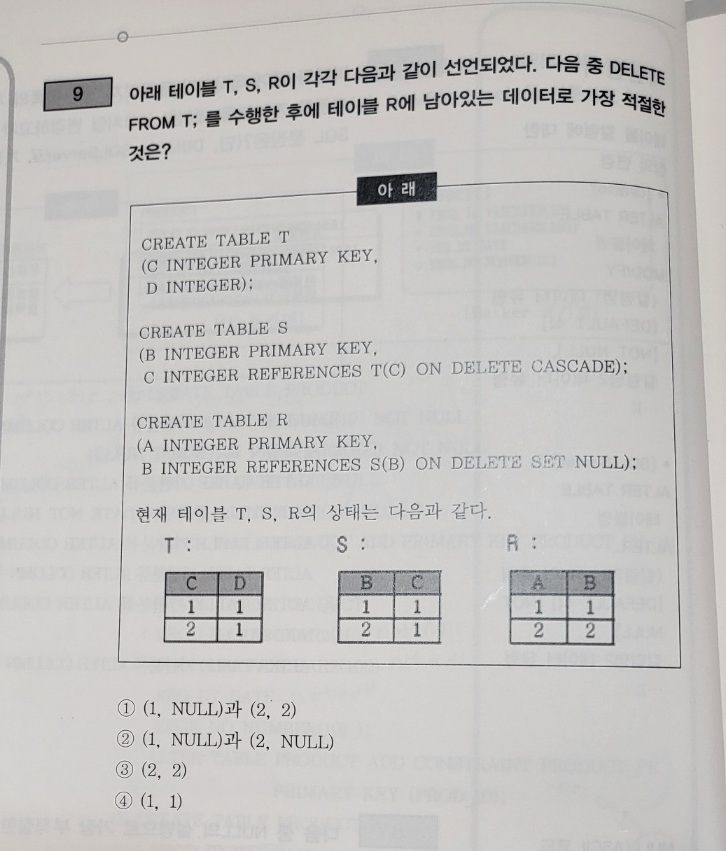 9
아래 테이블 T, S, R이 각각 다음과 같이 선언되었다. 다음 중 DELETE
FROM T; 를 수행한 후에 테이블 R에 남아있는 데이터로 가장 적절한
것은?
아 래
CREATE TABLE T
(C INTEGER PRIMARY KEY,
D INTEGER);
CREATE TABLE S
(B INTEGER PRIMARY KEY,
C INTEGER REFERENCES T(C) ON DELETE CASCADE);
CREATE TABLE R
(A INTEGER PRIMARY KEY,
B INTEGER REFERENCES S(B) ON DELETE SET NULL);
현재 테이블 T, S, R의 상태는 다음과 같다.
T : S : R :
C D B C A B
1 1 1 1 1 1
2 1 2 1 2 2
① (1, NULL)과 (2, 2)
② (1, NULL)과 (2, NULL)
③ (2, 2)
④ (1, 1)